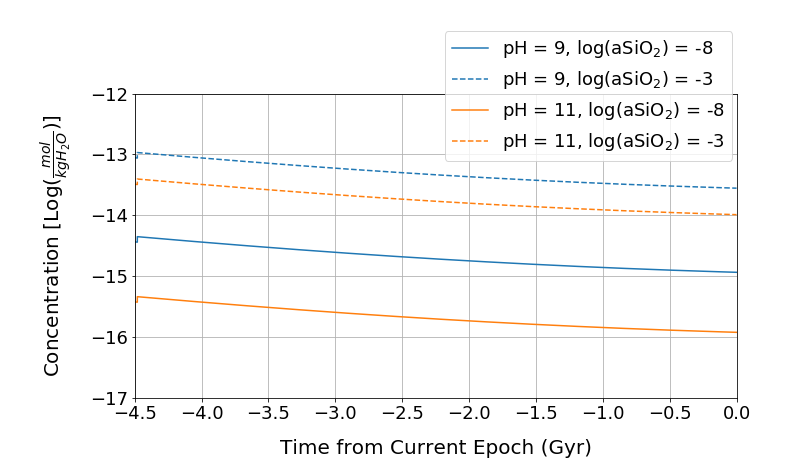 pH = 9, log(aSiO₂) = -8
pH = 9, log(aSiO₂) = -3
pH = 11, log(aSiO₂) = -8
pH = 11, log(aSiO₂) = -3
Concentration [Log(mol/kgH₂O)]
−12
−13
−14
−15
−16
−17
−4.5 −4.0 −3.5 −3.0 −2.5 −2.0 −1.5 −1.0 −0.5 0.0
Time from Current Epoch (Gyr)